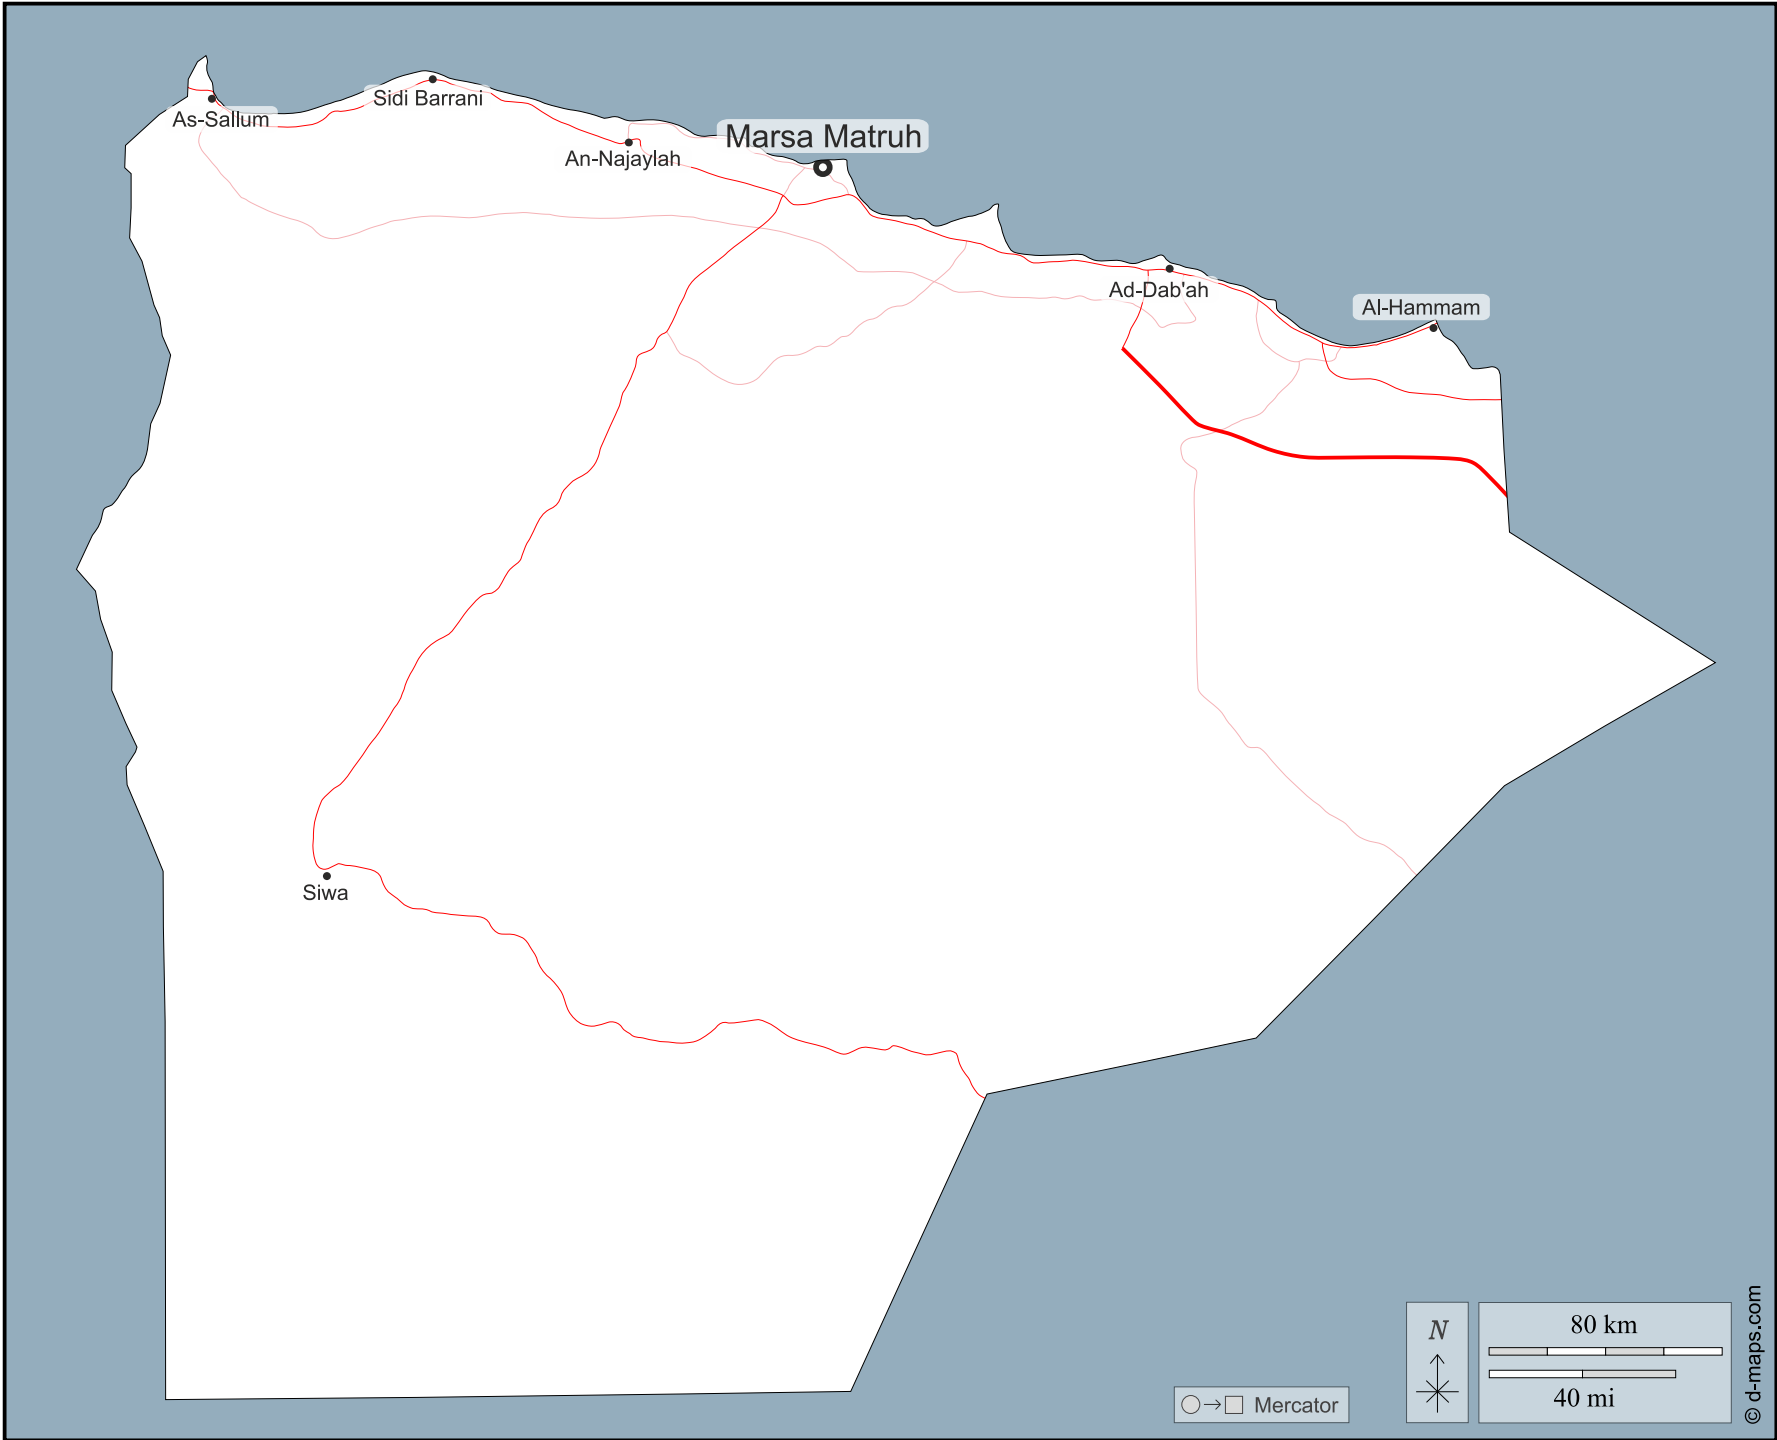 Sidi Barrani
As-Sallum
Marsa Matruh
An-Najaylah
Ad-Dab'ah
Al-Hammam
Siwa
N
80 km
40 mi
Mercator
© d-maps.com